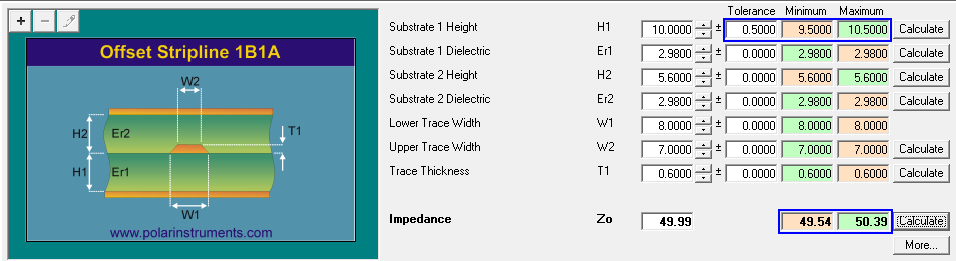 + -
Offset Stripline 1B1A
W2
H2 Er2 T1
H1 Er1
W1
www.polarinstruments.com
Tolerance Minimum Maximum
Substrate 1 Height H1 10.0000 ± 0.5000 9.5000 10.5000 Calculate
Substrate 1 Dielectric Er1 2.9800 ± 0.0000 2.9800 2.9800 Calculate
Substrate 2 Height H2 5.6000 ± 0.0000 5.6000 5.6000 Calculate
Substrate 2 Dielectric Er2 2.9800 ± 0.0000 2.9800 2.9800 Calculate
Lower Trace Width W1 8.0000 ± 0.0000 8.0000 8.0000
Upper Trace Width W2 7.0000 ± 0.0000 7.0000 7.0000 Calculate
Trace Thickness T1 0.6000 ± 0.0000 0.6000 0.6000 Calculate
Impedance Zo 49.99 49.54 50.39 Calculate
More...